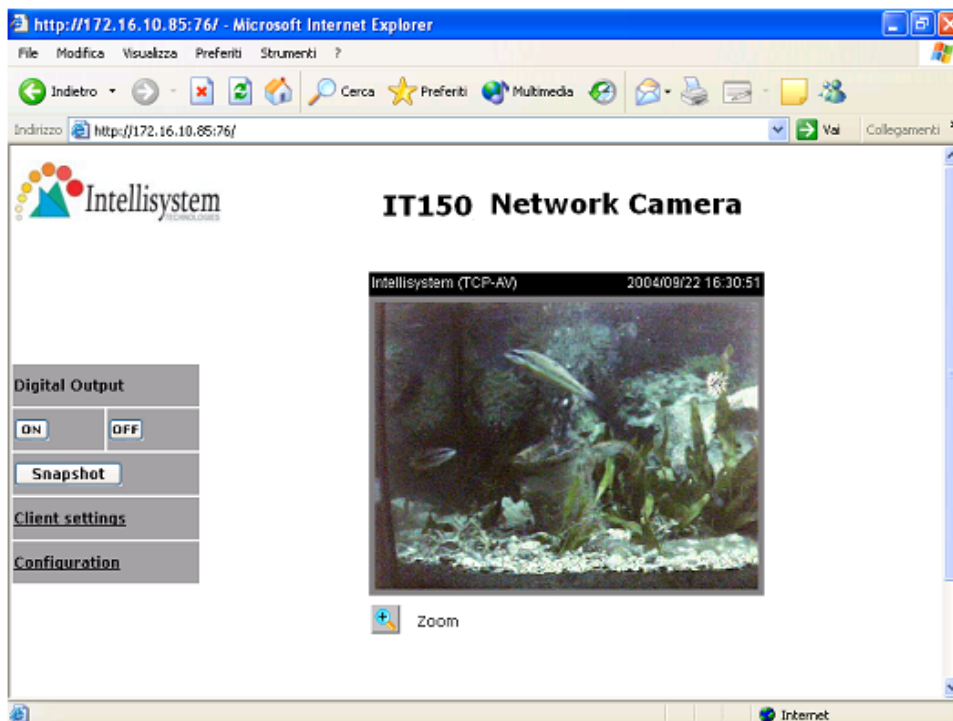 http://172.16.10.85:76/ - Microsoft Internet Explorer
File Modifica Visualizza Preferiti Strumenti ?
Indietro Cerca Preferiti Multimedia
Indirizzo http://172.16.10.85:76/ Vai Collegamenti
Intellisystem
TECHNOLOGIES
IT150 Network Camera
Intellisystem (TCP-AV) 2004/09/22 16:30:51
Digital Output
ON OFF
Snapshot
Client settings
Configuration
Zoom
Internet